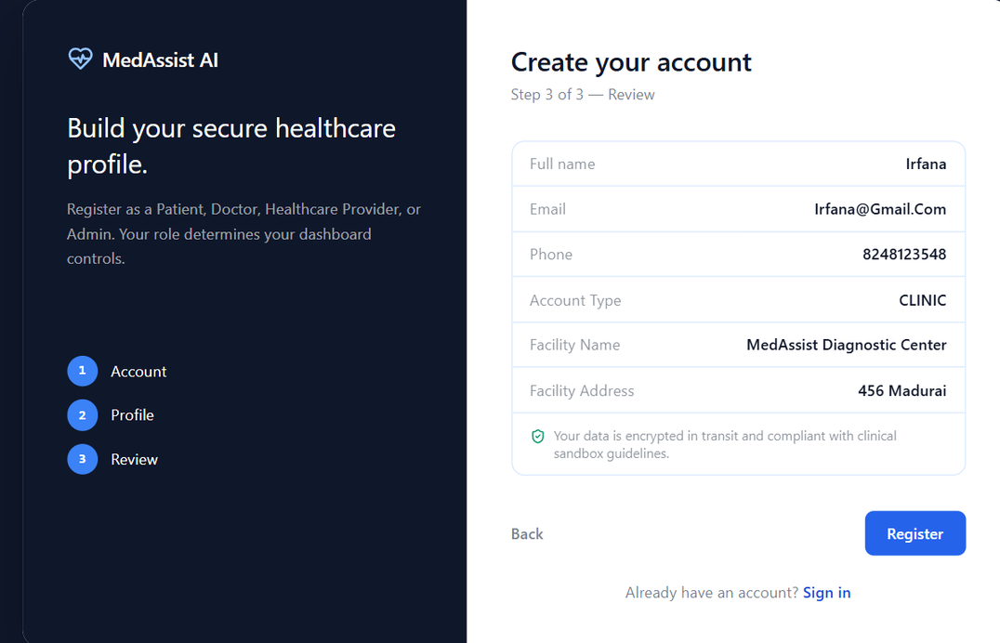 MedAssist AI
Build your secure healthcare
profile.
Register as a Patient, Doctor, Healthcare Provider, or
Admin. Your role determines your dashboard
controls.
1 Account
2 Profile
3 Review
Create your account
Step 3 of 3 — Review
Full name Irfana
Email Irfana@Gmail.Com
Phone 8248123548
Account Type CLINIC
Facility Name MedAssist Diagnostic Center
Facility Address 456 Madurai
Your data is encrypted in transit and compliant with clinical
sandbox guidelines.
Back Register
Already have an account? Sign in